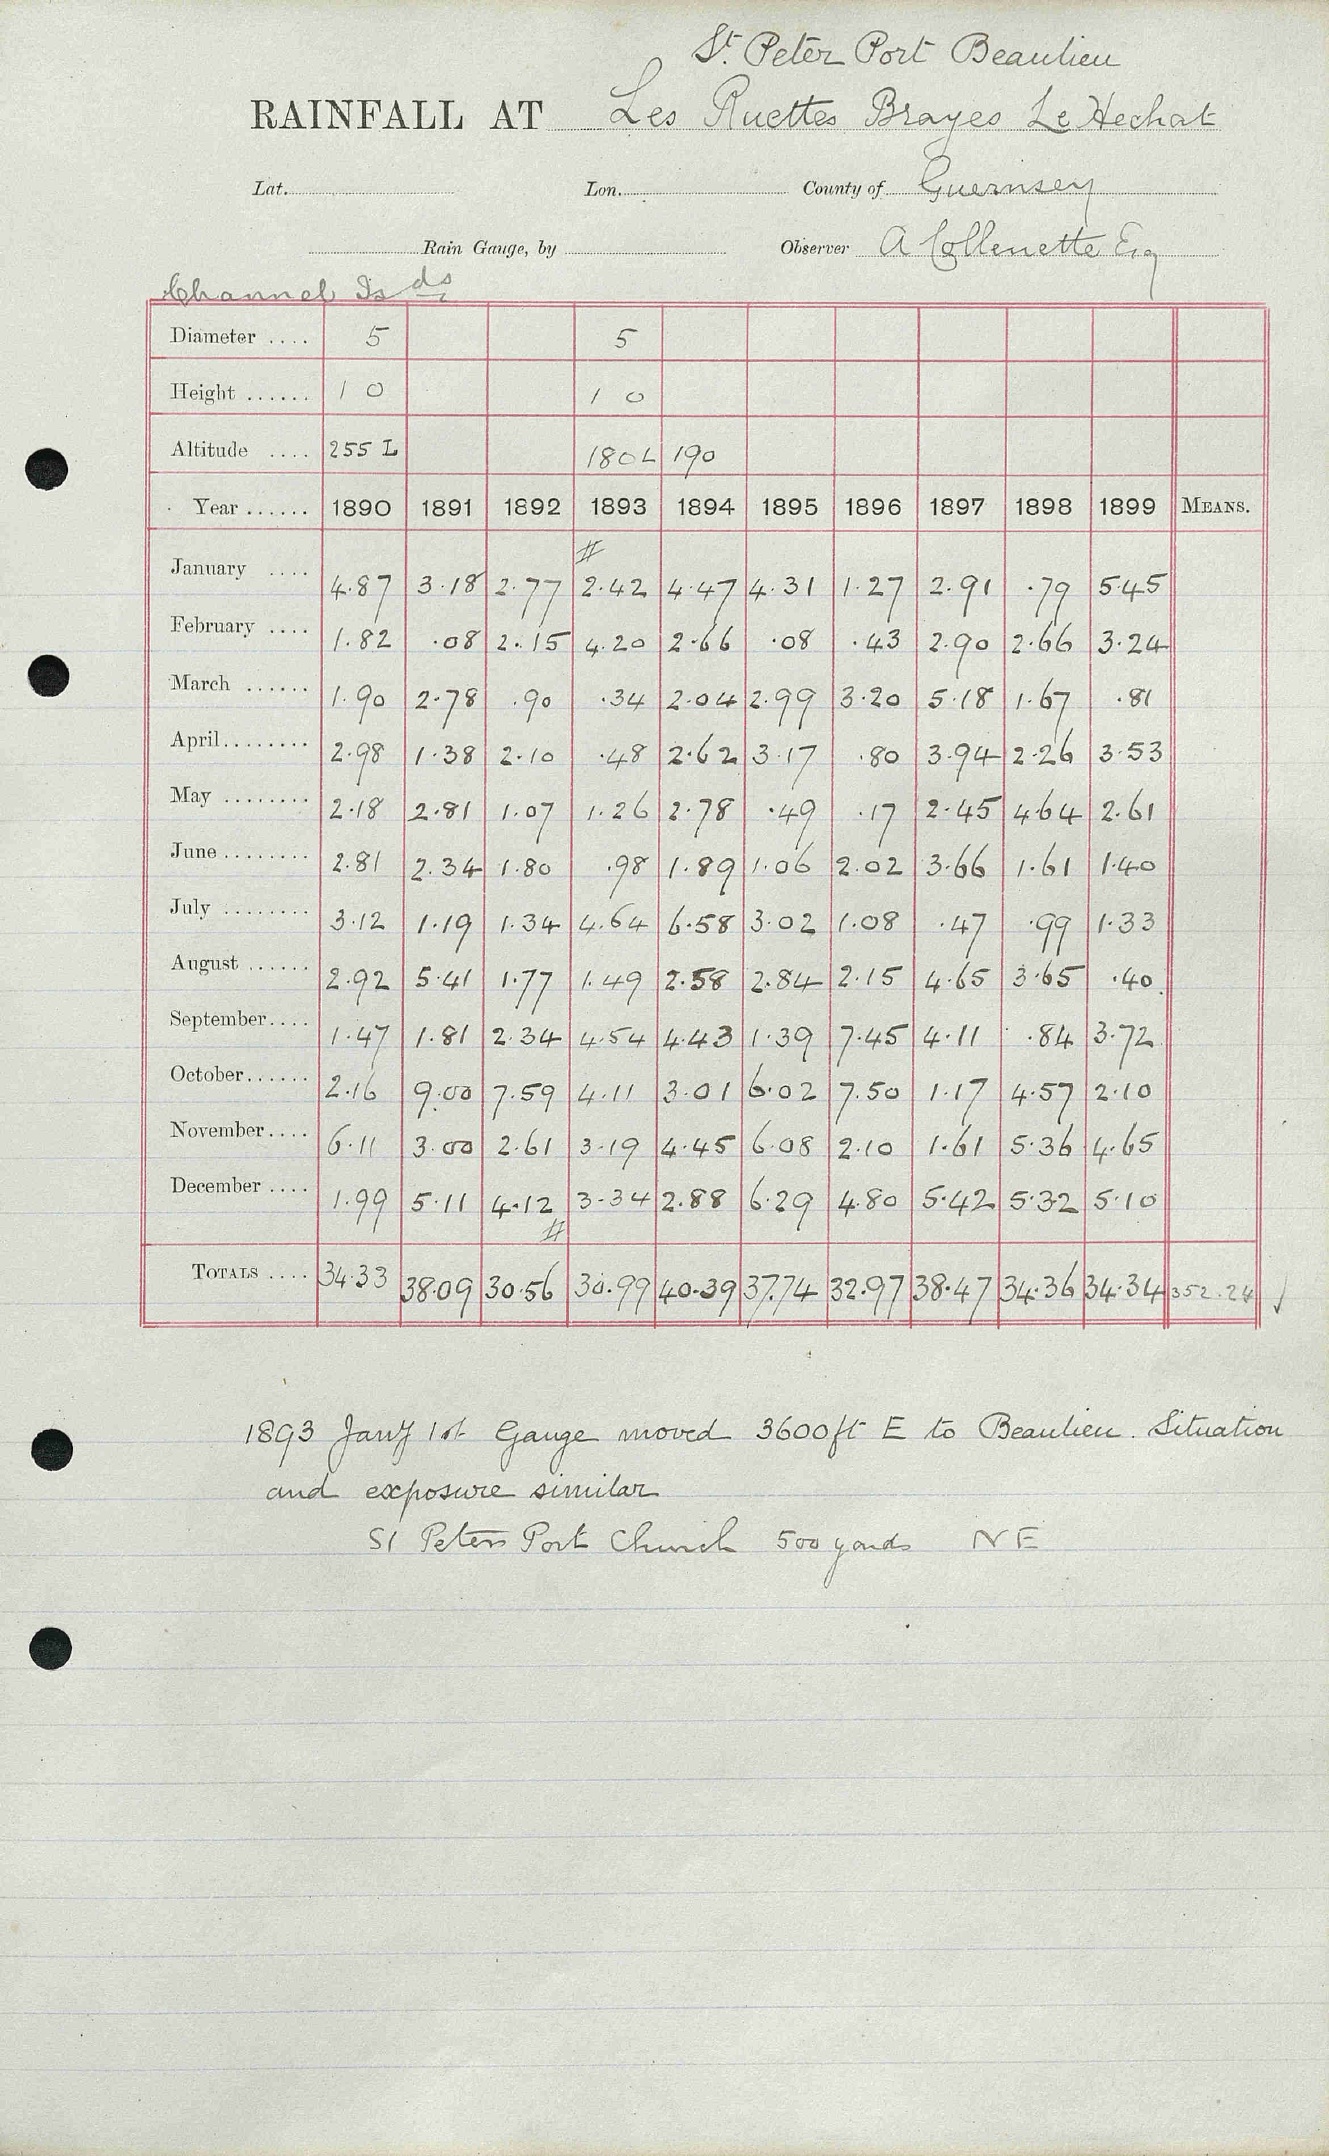 St. Peter Port Beaulieu
RAINFALL AT Les Ruettes Brayes Le Hechat
Lat. Lon. County of Guernsey
Rain Gauge, by Observer A Collenette Esq
Channel Isds
Diameter .... 5 5
Height ...... 1 0 1 0
Altitude .... 255 L 180L 190
Year ...... 1890 1891 1892 1893 1894 1895 1896 1897 1898 1899 MEANS.
#
January .... 4.87 3.18 2.77 2.42 4.47 4.31 1.27 2.91 .79 5.45
February .... 1.82 .08 2.15 4.20 2.66 .08 .43 2.90 2.66 3.24
March ...... 1.90 2.78 .90 .34 2.04 2.99 3.20 5.18 1.67 .81
April........ 2.98 1.38 2.10 .48 2.62 3.17 .80 3.94 2.26 3.53
May ........ 2.18 2.81 1.07 1.26 2.78 .49 .17 2.45 4.64 2.61
June ........ 2.81 2.34 1.80 .98 1.89 1.06 2.02 3.66 1.61 1.40
July ........ 3.12 1.19 1.34 4.64 6.58 3.02 1.08 .47 .99 1.33
August ...... 2.92 5.41 1.77 1.49 2.58 2.84 2.15 4.65 3.65 .40
September.... 1.47 1.81 2.34 4.54 4.43 1.39 7.45 4.11 .84 3.72
October...... 2.16 9.00 7.59 4.11 3.01 6.02 7.50 1.17 4.57 2.10
November.... 6.11 3.00 2.61 3.19 4.45 6.08 2.10 1.61 5.36 4.65
December .... 1.99 5.11 4.12 3.34 2.88 6.29 4.80 5.42 5.32 5.10
#
TOTALS .... 34.33 38.09 30.56 30.99 40.39 37.74 32.97 38.47 34.36 34.34 352.24 ✓
1893 Jany 1st Gauge moved 3600ft E to Beaulieu. Situation
and exposure similar
St Peters Port Church 500 yards NE